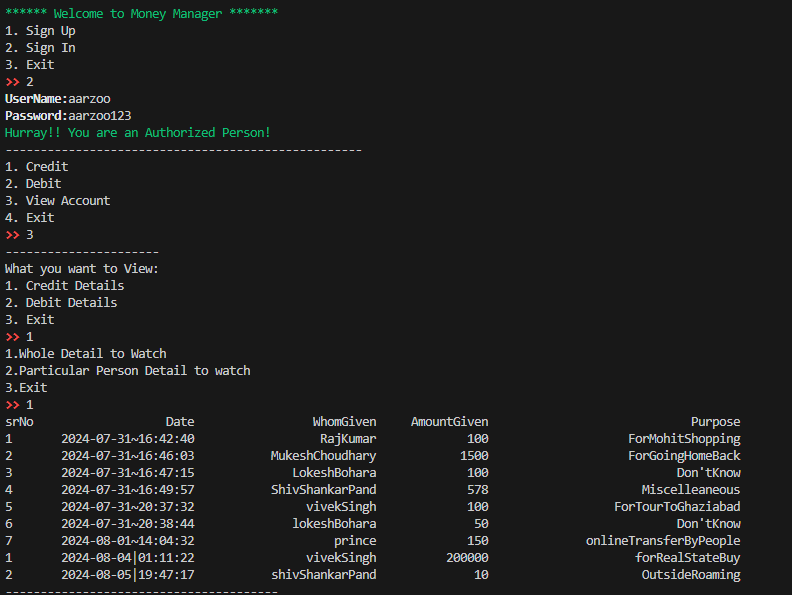 ****** Welcome to Money Manager *******
1. Sign Up
2. Sign In
3. Exit
>> 2
UserName:aarzoo
Password:aarzoo123
Hurray!! You are an Authorized Person!
---------------------------------------------------
1. Credit
2. Debit
3. View Account
4. Exit
>> 3
----------------------
What you want to View:
1. Credit Details
2. Debit Details
3. Exit
>> 1
1.Whole Detail to Watch
2.Particular Person Detail to watch
3.Exit
>> 1
srNo Date WhomGiven AmountGiven Purpose
1 2024-07-31~16:42:40 RajKumar 100 ForMohitShopping
2 2024-07-31~16:46:03 MukeshChoudhary 1500 ForGoingHomeBack
3 2024-07-31~16:47:15 LokeshBohara 100 Don'tKnow
4 2024-07-31~16:49:57 ShivShankarPand 578 Miscelleaneous
5 2024-07-31~20:37:32 vivekSingh 100 ForTourToGhaziabad
6 2024-07-31~20:38:44 lokeshBohara 50 Don'tKnow
7 2024-08-01~14:04:32 prince 150 onlineTransferByPeople
1 2024-08-04|01:11:22 vivekSingh 200000 forRealStateBuy
2 2024-08-05|19:47:17 shivShankarPand 10 OutsideRoaming
---------------------------------------